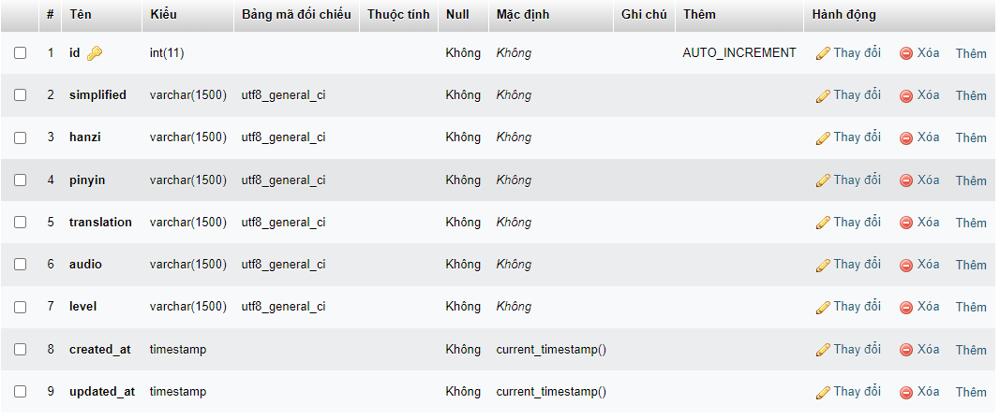 # Tên Kiểu Bảng mã đối chiếu Thuộc tính Null Mặc định Ghi chú Thêm Hành động
1 id int(11) Không Không AUTO_INCREMENT Thay đổi Xóa Thêm
2 simplified varchar(1500) utf8_general_ci Không Không Thay đổi Xóa Thêm
3 hanzi varchar(1500) utf8_general_ci Không Không Thay đổi Xóa Thêm
4 pinyin varchar(1500) utf8_general_ci Không Không Thay đổi Xóa Thêm
5 translation varchar(1500) utf8_general_ci Không Không Thay đổi Xóa Thêm
6 audio varchar(1500) utf8_general_ci Không Không Thay đổi Xóa Thêm
7 level varchar(1500) utf8_general_ci Không Không Thay đổi Xóa Thêm
8 created_at timestamp Không current_timestamp() Thay đổi Xóa Thêm
9 updated_at timestamp Không current_timestamp() Thay đổi Xóa Thêm